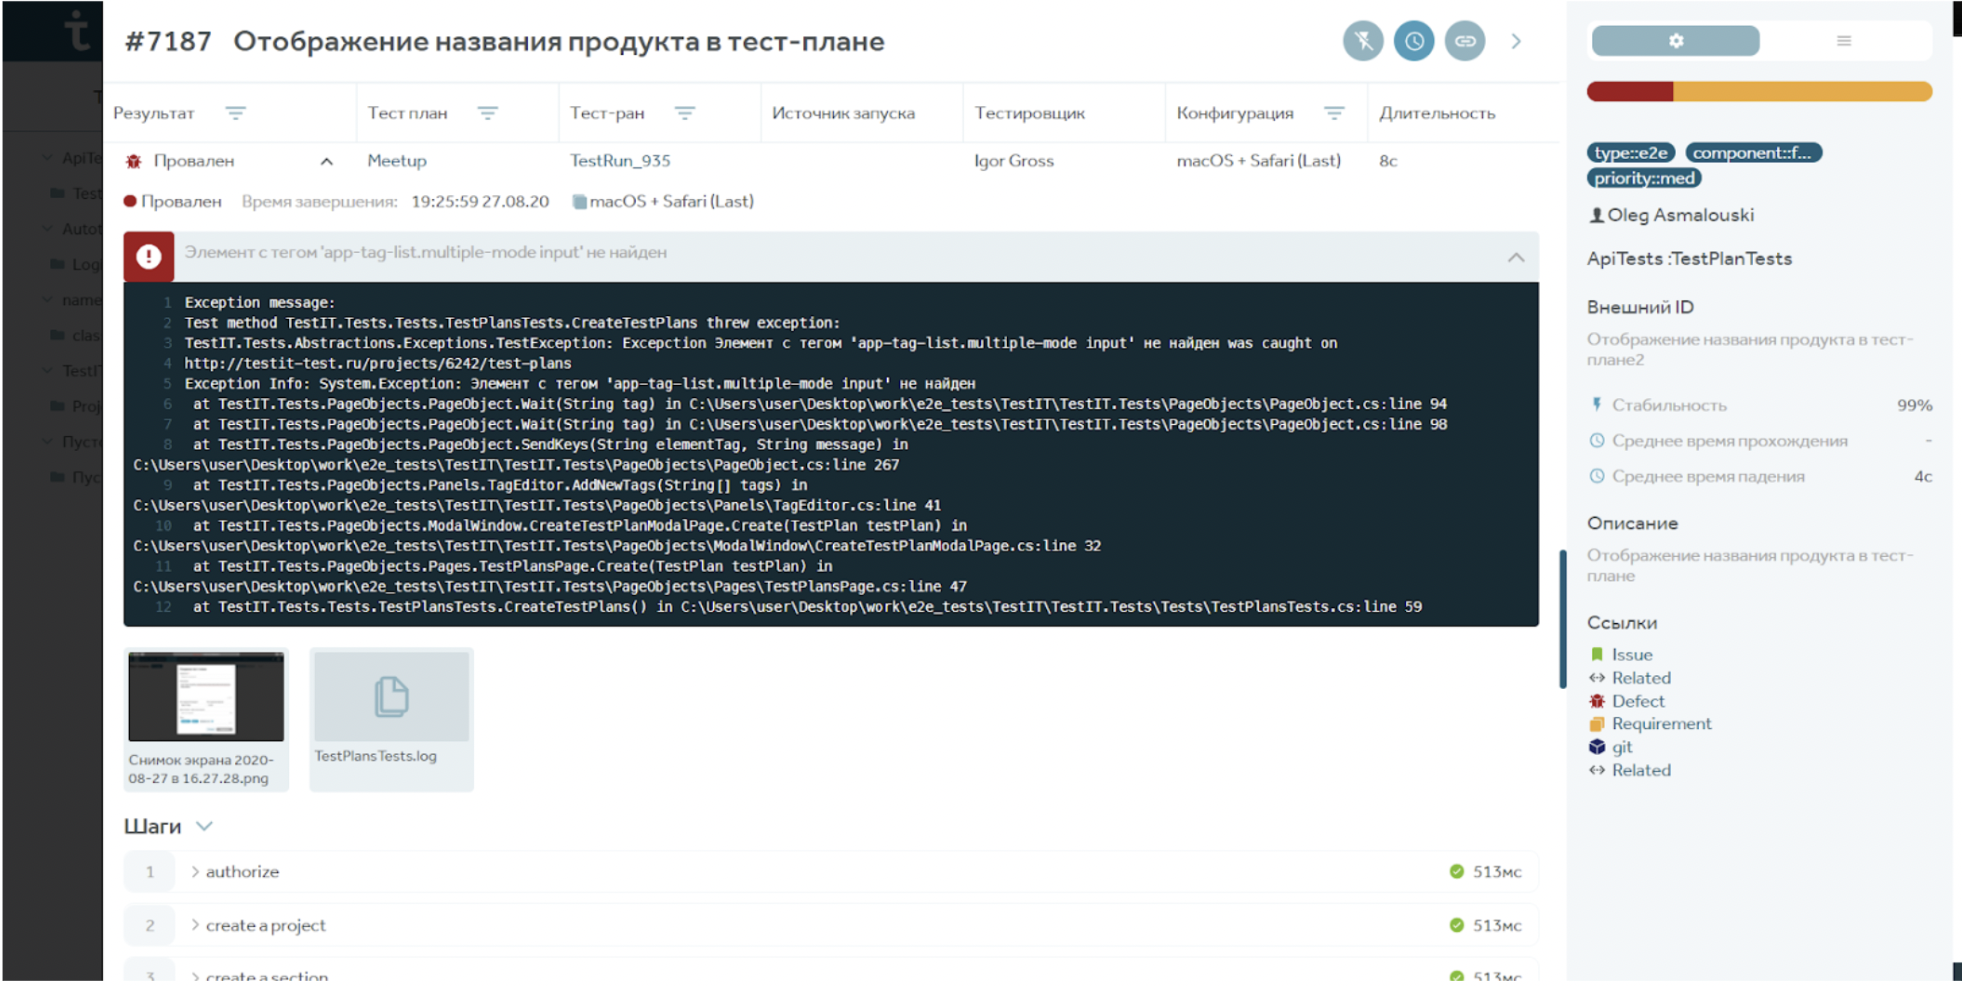 #7187 Отображение названия продукта в тест-плане
Результат Тест план Тест-ран Источник запуска Тестировщик Конфигурация Длительность
Провален Meetup TestRun_935 Igor Gross macOS + Safari (Last) 8с
Провален Время завершения: 19:25:59 27.08.20 macOS + Safari (Last)
Элемент с тегом 'app-tag-list.multiple-mode input' не найден
1 Exception message:
2 Test method TestIT.Tests.Tests.TestPlansTests.CreateTestPlans threw exception:
3 TestIT.Tests.Abstractions.Exceptions.TestException: Excepction Элемент с тегом 'app-tag-list.multiple-mode input' не найден was caught on
4 http://testit-test.ru/projects/6242/test-plans
5 Exception Info: System.Exception: Элемент с тегом 'app-tag-list.multiple-mode input' не найден
6 at TestIT.Tests.PageObjects.PageObject.Wait(String tag) in C:\Users\user\Desktop\work\e2e_tests\TestIT\TestIT.Tests\PageObjects\PageObject.cs:line 94
7 at TestIT.Tests.PageObjects.PageObject.Wait(String tag) in C:\Users\user\Desktop\work\e2e_tests\TestIT\TestIT.Tests\PageObjects\PageObject.cs:line 98
8 at TestIT.Tests.PageObjects.PageObject.SendKeys(String elementTag, String message) in
C:\Users\user\Desktop\work\e2e_tests\TestIT\TestIT.Tests\PageObjects\PageObject.cs:line 267
9 at TestIT.Tests.PageObjects.Panels.TagEditor.AddNewTags(String[] tags) in
C:\Users\user\Desktop\work\e2e_tests\TestIT\TestIT.Tests\PageObjects\Panels\TagEditor.cs:line 41
10 at TestIT.Tests.PageObjects.ModalWindow.CreateTestPlanModalPage.Create(TestPlan testPlan) in
C:\Users\user\Desktop\work\e2e_tests\TestIT\TestIT.Tests\PageObjects\ModalWindow\CreateTestPlanModalPage.cs:line 32
11 at TestIT.Tests.PageObjects.Pages.TestPlansPage.Create(TestPlan testPlan) in
C:\Users\user\Desktop\work\e2e_tests\TestIT\TestIT.Tests\PageObjects\Pages\TestPlansPage.cs:line 47
12 at TestIT.Tests.Tests.TestPlansTests.CreateTestPlans() in C:\Users\user\Desktop\work\e2e_tests\TestIT\TestIT.Tests\Tests\TestPlansTests.cs:line 59
Снимок экрана 2020-
08-27 в 16.27.28.png
TestPlansTests.log
Шаги
1 authorize 513мс
2 create a project 513мс
3 create a section 513мс
type::e2e component::f...
priority::med
Oleg Asmalouski
ApiTests :TestPlanTests
Внешний ID
Отображение названия продукта в тест-
плане2
Стабильность 99%
Среднее время прохождения -
Среднее время падения 4с
Описание
Отображение названия продукта в тест-
плане
Ссылки
Issue
Related
Defect
Requirement
git
Related
ApiTe
Test
Autot
Logi
name
clas
TestIT
Proj
Пусто
Пус